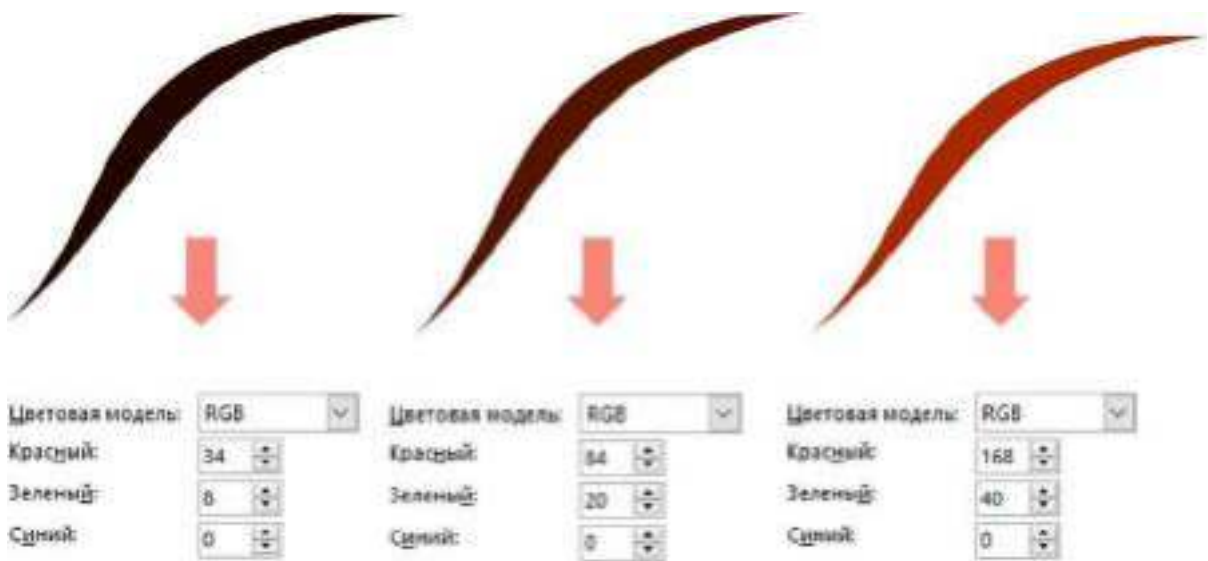 Цветовая модель: RGB
Красный: 34
Зеленый: 8
Синий: 0
Цветовая модель: RGB
Красный: 84
Зеленый: 20
Синий: 0
Цветовая модель: RGB
Красный: 168
Зеленый: 40
Синий: 0